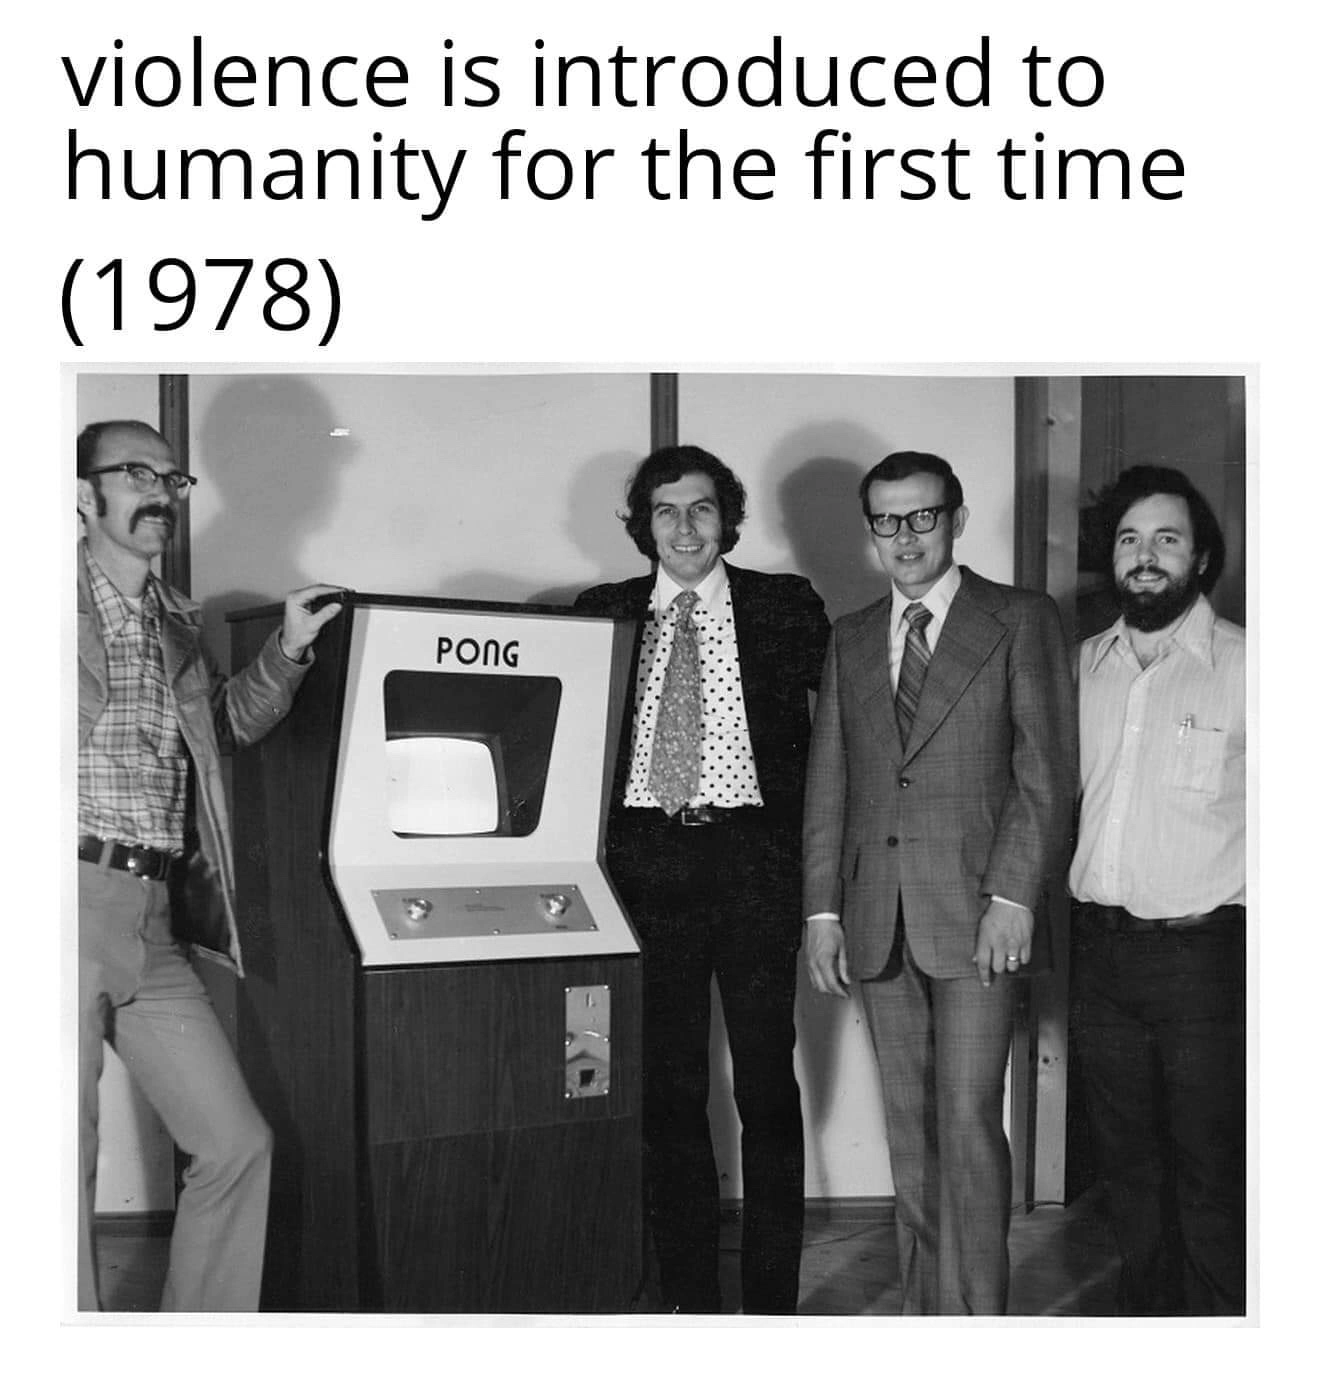 violence is introduced to
humanity for the first time
(1978)
PONG